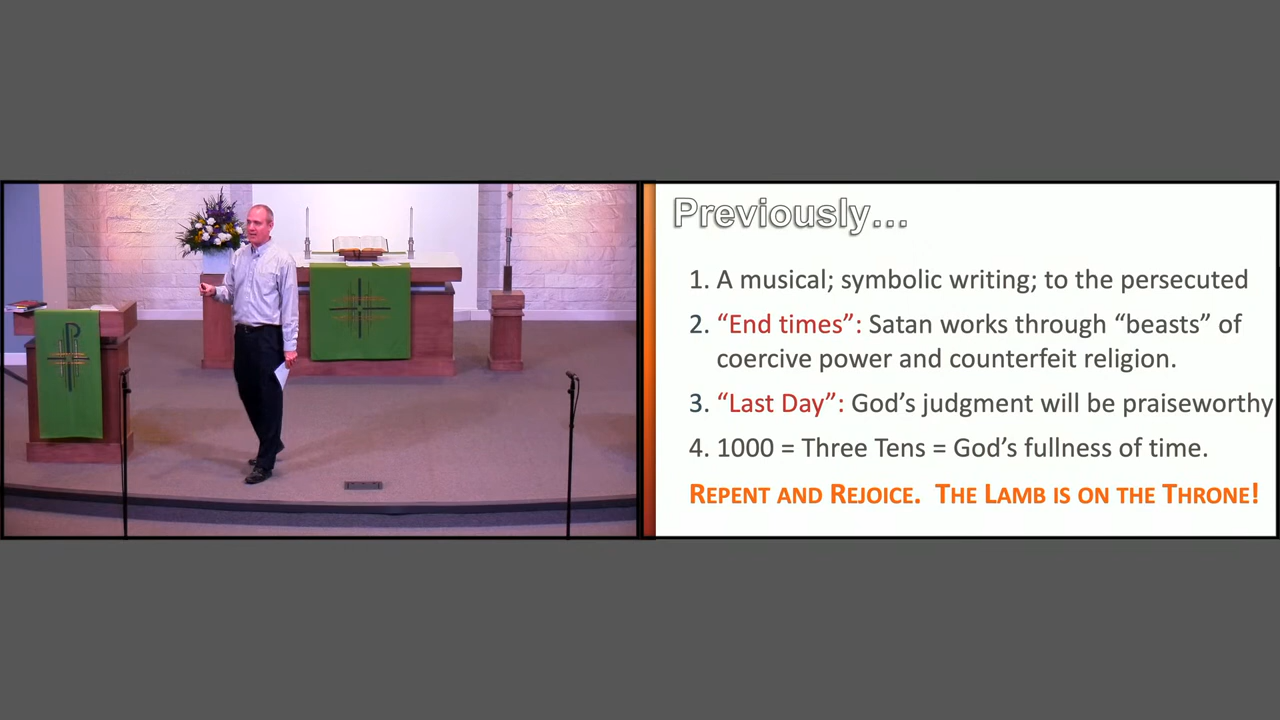 Previously...
1. A musical; symbolic writing; to the persecuted
2. “End times”: Satan works through “beasts” of
coercive power and counterfeit religion.
3. “Last Day”: God’s judgment will be praiseworthy
4. 1000 = Three Tens = God’s fullness of time.
REPENT AND REJOICE. THE LAMB IS ON THE THRONE!